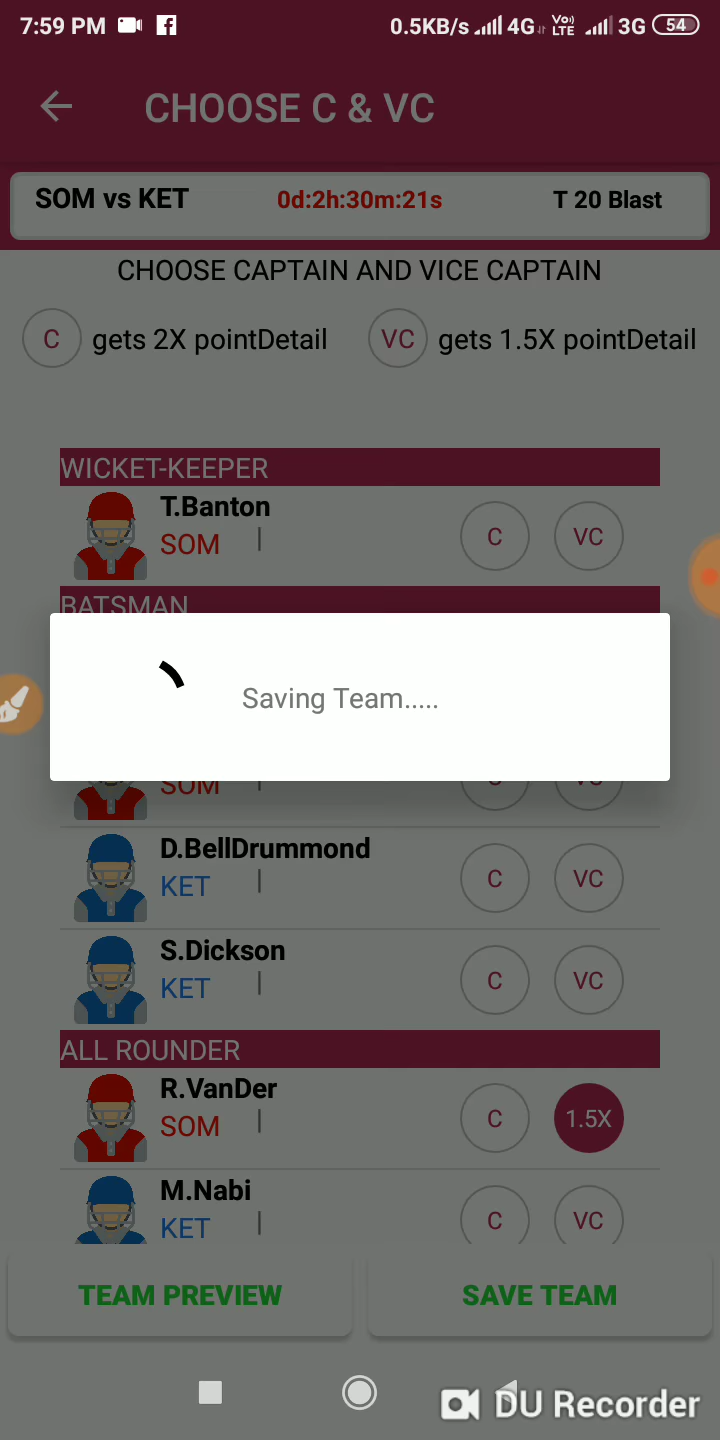 7:59 PM 0.5KB/s 4G VoLTE 3G 54
CHOOSE C & VC
SOM vs KET 0d:2h:30m:21s T 20 Blast
CHOOSE CAPTAIN AND VICE CAPTAIN
C gets 2X pointDetail VC gets 1.5X pointDetail
WICKET-KEEPER
T.Banton
SOM | C VC
BATSMAN
Saving Team.....
SOM
D.BellDrummond
KET | C VC
S.Dickson
KET | C VC
ALL ROUNDER
R.VanDer
SOM | C 1.5X
M.Nabi
KET | C VC
TEAM PREVIEW SAVE TEAM
DU Recorder